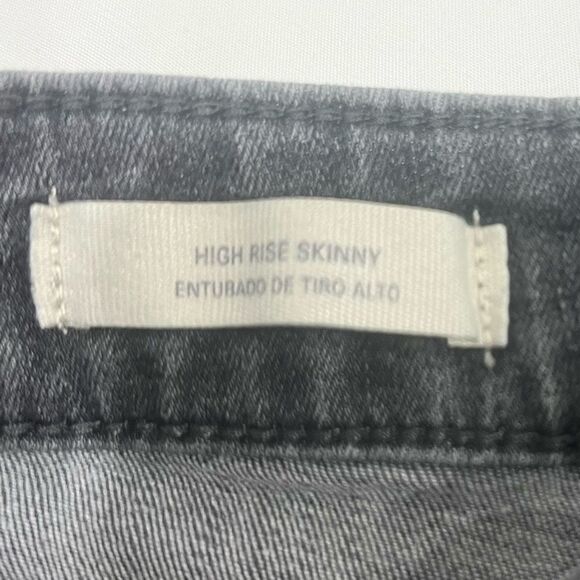 HIGH RISE SKINNY
ENTUBADO DE TIRO ALTO